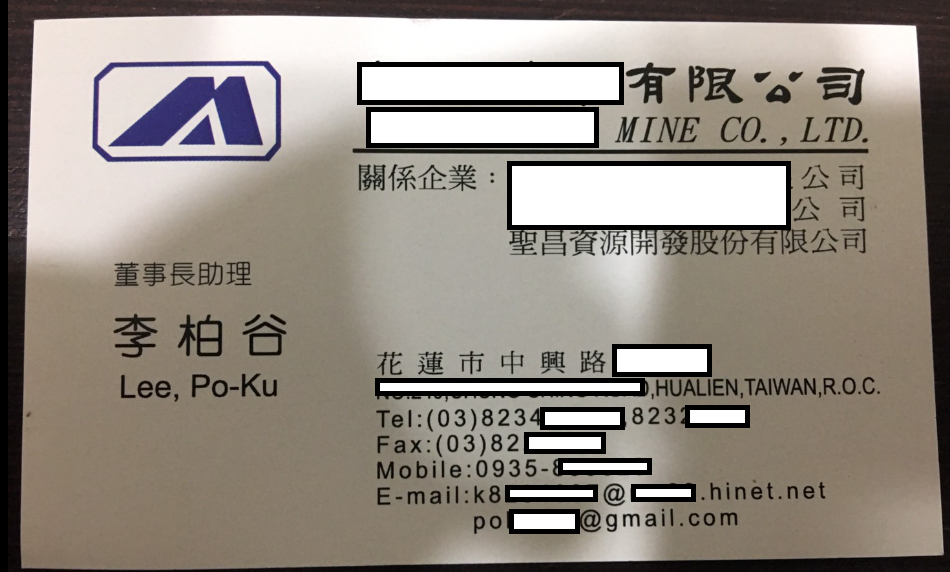 有限公司
MINE CO.,LTD.
關係企業：公司
公司
聖昌資源開發股份有限公司
董事長助理
李柏谷
Lee, Po-Ku
花蓮市中興路
,HUALIEN,TAIWAN,R.O.C.
Tel:(03)8234 ,823
Fax:(03)82
Mobile:0935-
E-mail:k8 @ .hinet.net
po @gmail.com